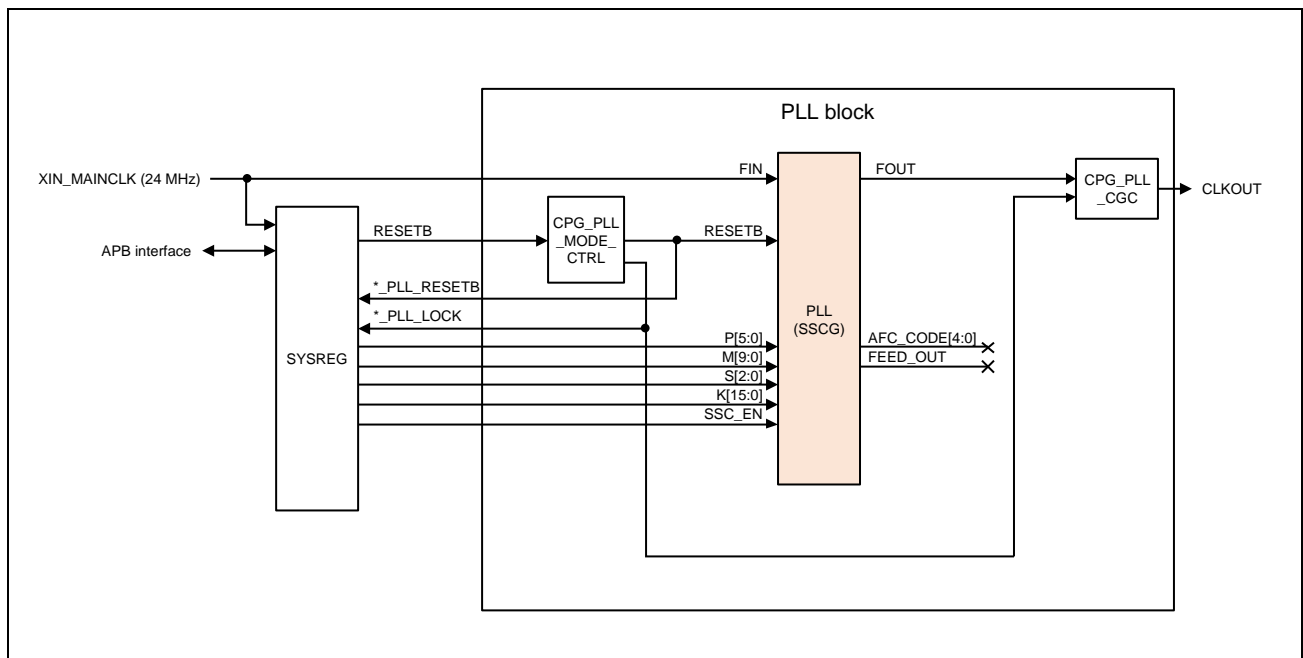 PLL block
XIN_MAINCLK (24 MHz)
FIN
FOUT
CPG_PLL
_CGC
CLKOUT
APB interface
RESETB
CPG_PLL
_MODE_
CTRL
RESETB
*_PLL_RESETB
*_PLL_LOCK
SYSREG
PLL
(SSCG)
P[5:0]
M[9:0]
S[2:0]
K[15:0]
SSC_EN
AFC_CODE[4:0]
FEED_OUT